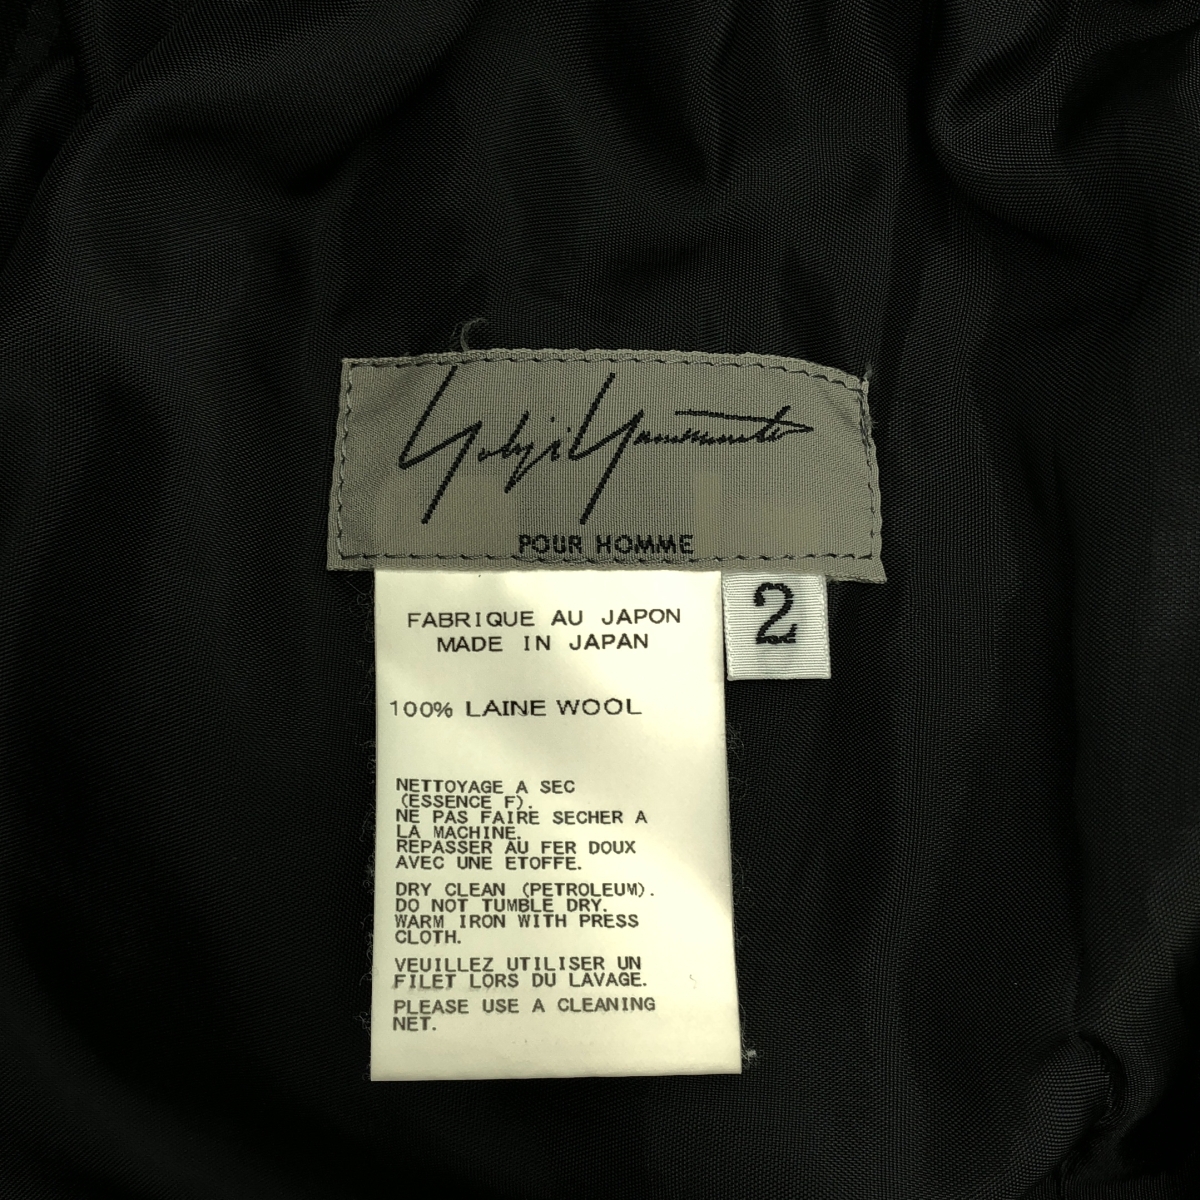 Yohji Yamamoto
POUR HOMME
2
FABRIQUE AU JAPON
MADE IN JAPAN
100% LAINE WOOL
NETTOYAGE A SEC
(ESSENCE F).
NE PAS FAIRE SECHER A
LA MACHINE.
REPASSER AU FER DOUX
AVEC UNE ETOFFE.
DRY CLEAN (PETROLEUM).
DO NOT TUMBLE DRY.
WARM IRON WITH PRESS
CLOTH.
VEUILLEZ UTILISER UN
FILET LORS DU LAVAGE.
PLEASE USE A CLEANING
NET.